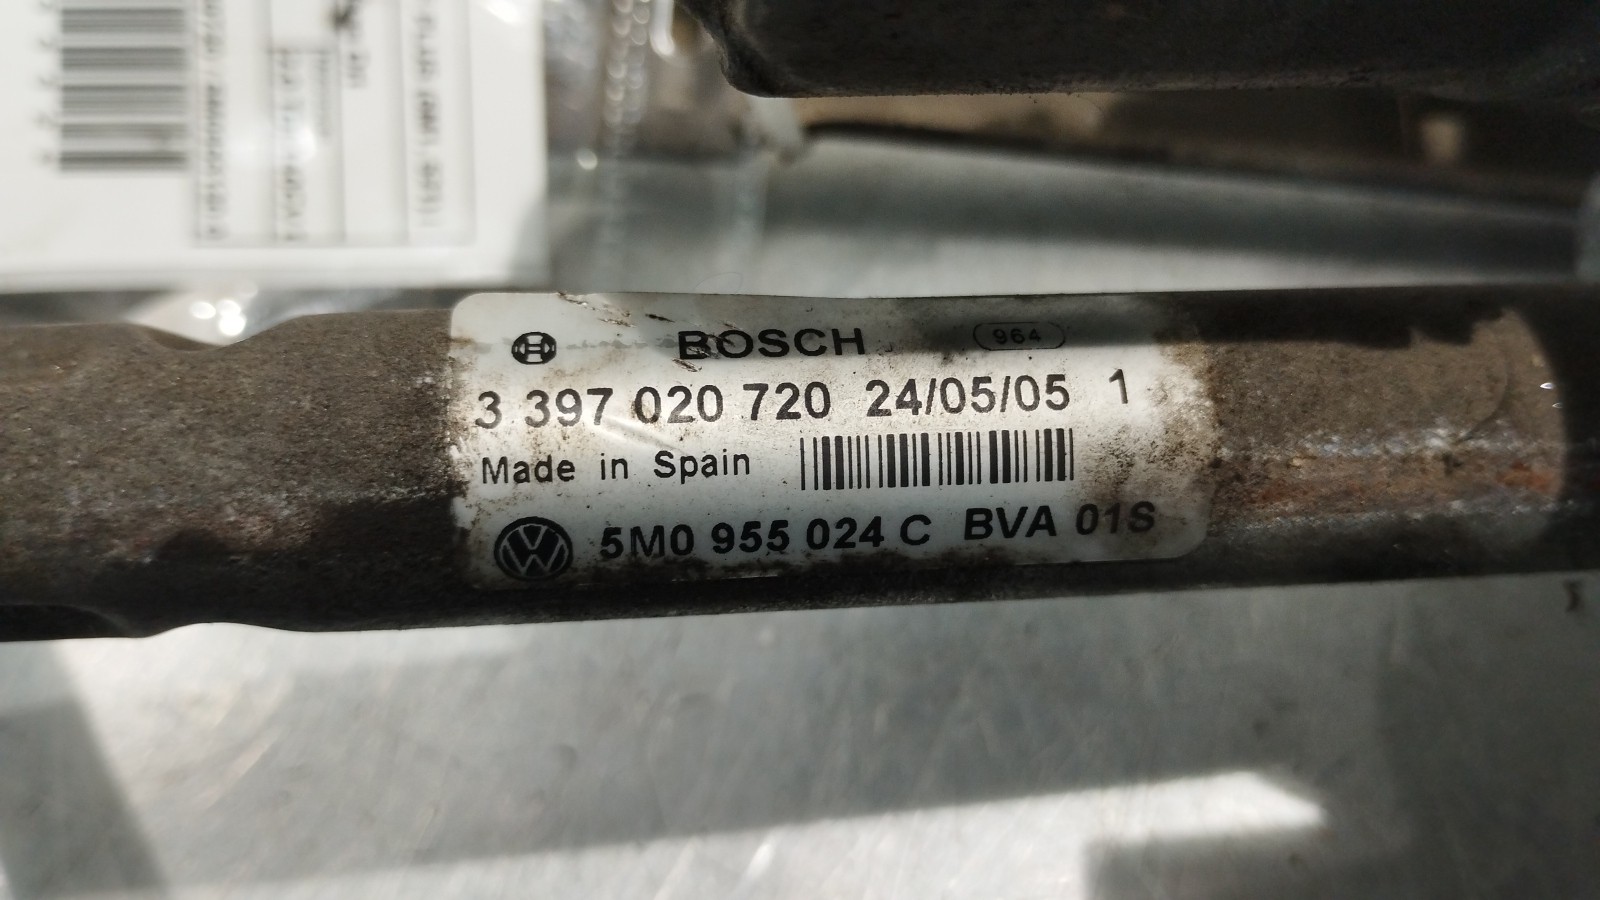 BOSCH 964
3 397 020 720 24/05/05 1
Made in Spain
5M0 955 024 C BVA 01S